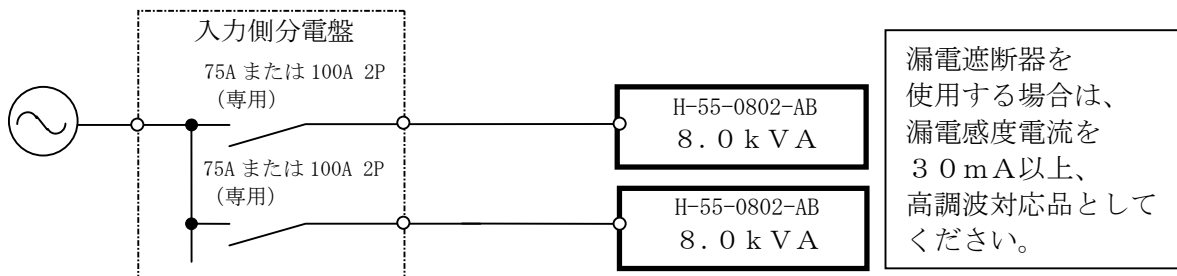 入力側分電盤
75A または 100A 2P
（専用）
H-55-0802-AB
８．０ｋＶＡ
75A または 100A 2P
（専用）
H-55-0802-AB
８．０ｋＶＡ
漏電遮断器を
使用する場合は、
漏電感度電流を
３０ｍＡ以上、
高調波対応品として
ください。